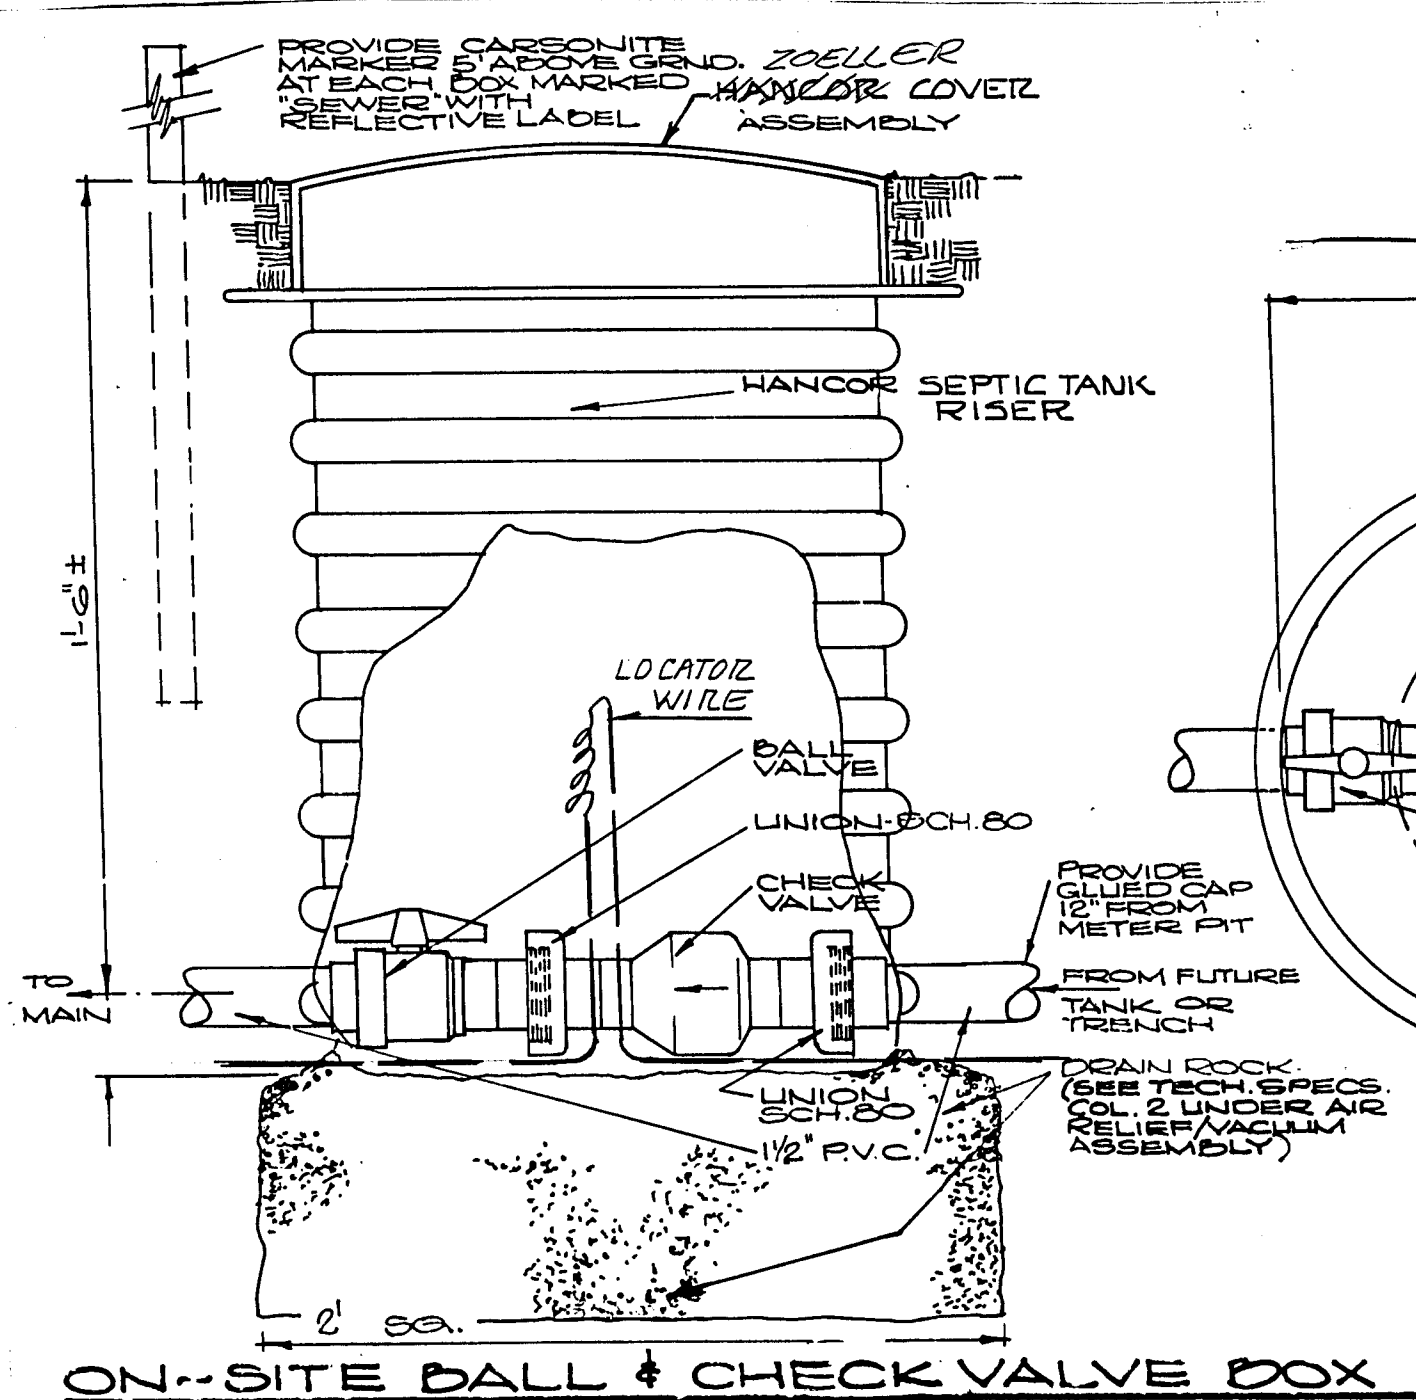 PROVIDE CARSONITE
MARKER 5' ABOVE GRND.
AT EACH BOX MARKED
"SEWER" WITH
REFLECTIVE LABEL
ZOELLER
HANCOR COVER
ASSEMBLY
HANCOR SEPTIC TANK
RISER
1'-6" ±
LOCATOR
WIRE
BALL
VALVE
UNION-SCH.80
CHECK
VALVE
PROVIDE
GLUED CAP
12" FROM
METER PIT
TO
MAIN
FROM FUTURE
TANK OR
TRENCH
UNION
SCH.80
1½" P.V.C.
DRAIN ROCK.
(SEE TECH. SPECS.
COL. 2 UNDER AIR
RELIEF/VACUUM
ASSEMBLY)
2' SQ.
ON--SITE BALL & CHECK VALVE BOX